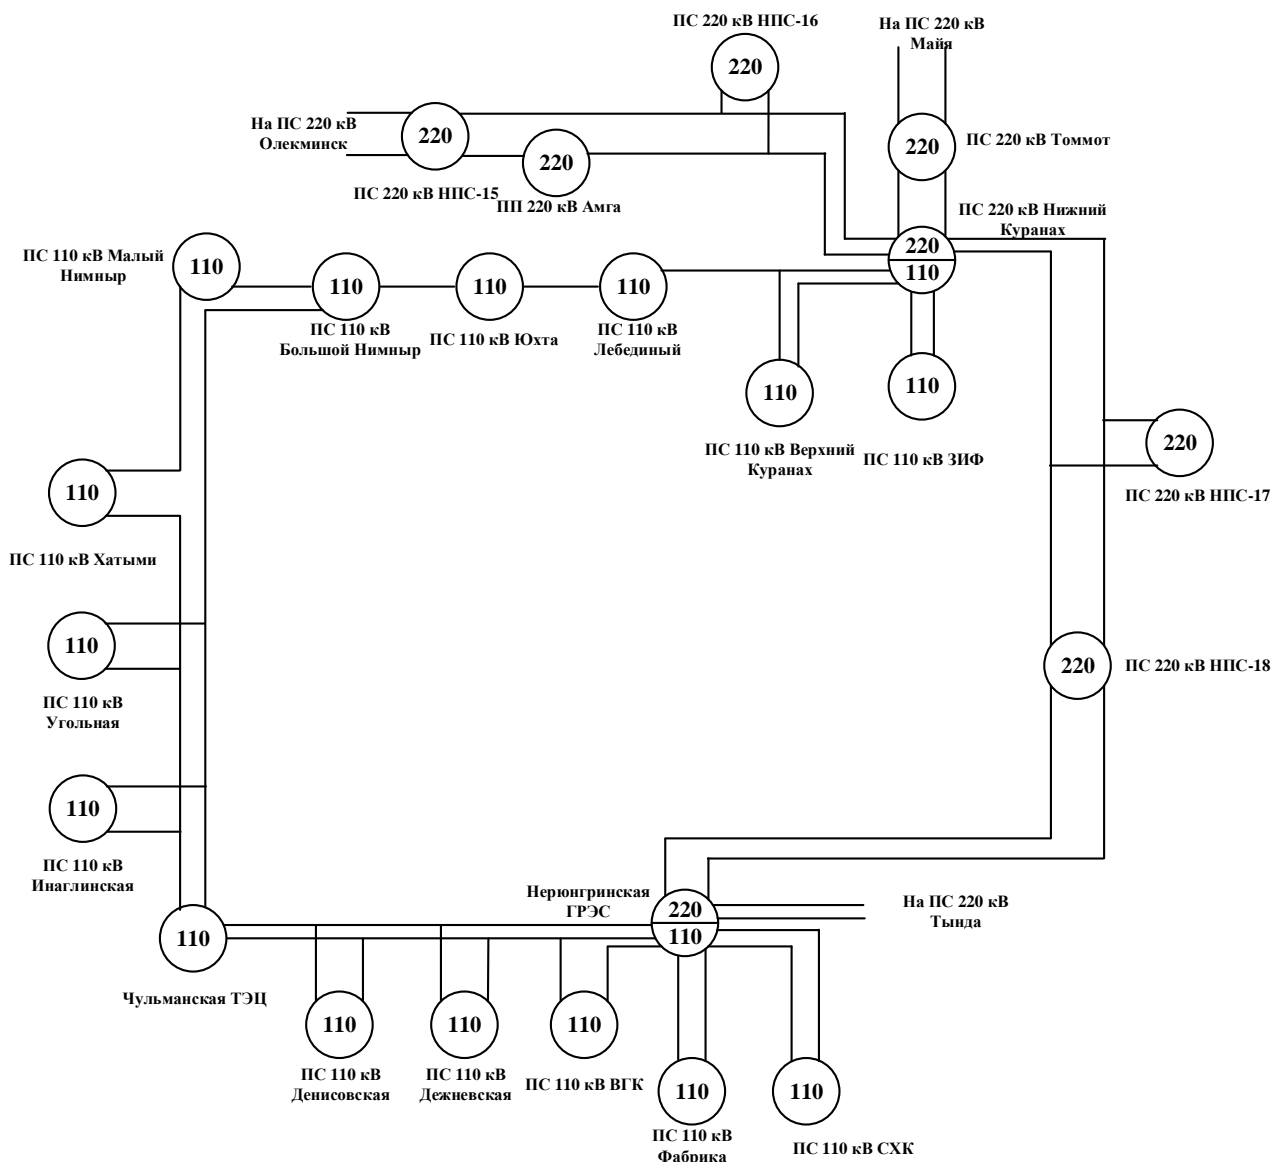 ПС 220 кВ НПС-16
220
На ПС 220 кВ
Майя
На ПС 220 кВ
Олекминск
220
ПС 220 кВ НПС-15
220
ПП 220 кВ Амга
220
ПС 220 кВ Томмот
ПС 220 кВ Нижний
Куранах
220
110
ПС 110 кВ Малый
Нимныр
110
110
ПС 110 кВ
Большой Нимныр
110
ПС 110 кВ Юхта
110
ПС 110 кВ
Лебединый
110
ПС 110 кВ Верхний
Куранах
110
ПС 110 кВ ЗИФ
220
ПС 220 кВ НПС-17
110
ПС 110 кВ Хатыми
110
ПС 110 кВ
Угольная
220
ПС 220 кВ НПС-18
110
ПС 110 кВ
Инаглинская
Нерюнгринская
ГРЭС
220
110
На ПС 220 кВ
Тында
110
Чульманская ТЭЦ
110
ПС 110 кВ
Денисовская
110
ПС 110 кВ
Дежневская
110
ПС 110 кВ ВГК
110
ПС 110 кВ
Фабрика
110
ПС 110 кВ СХК